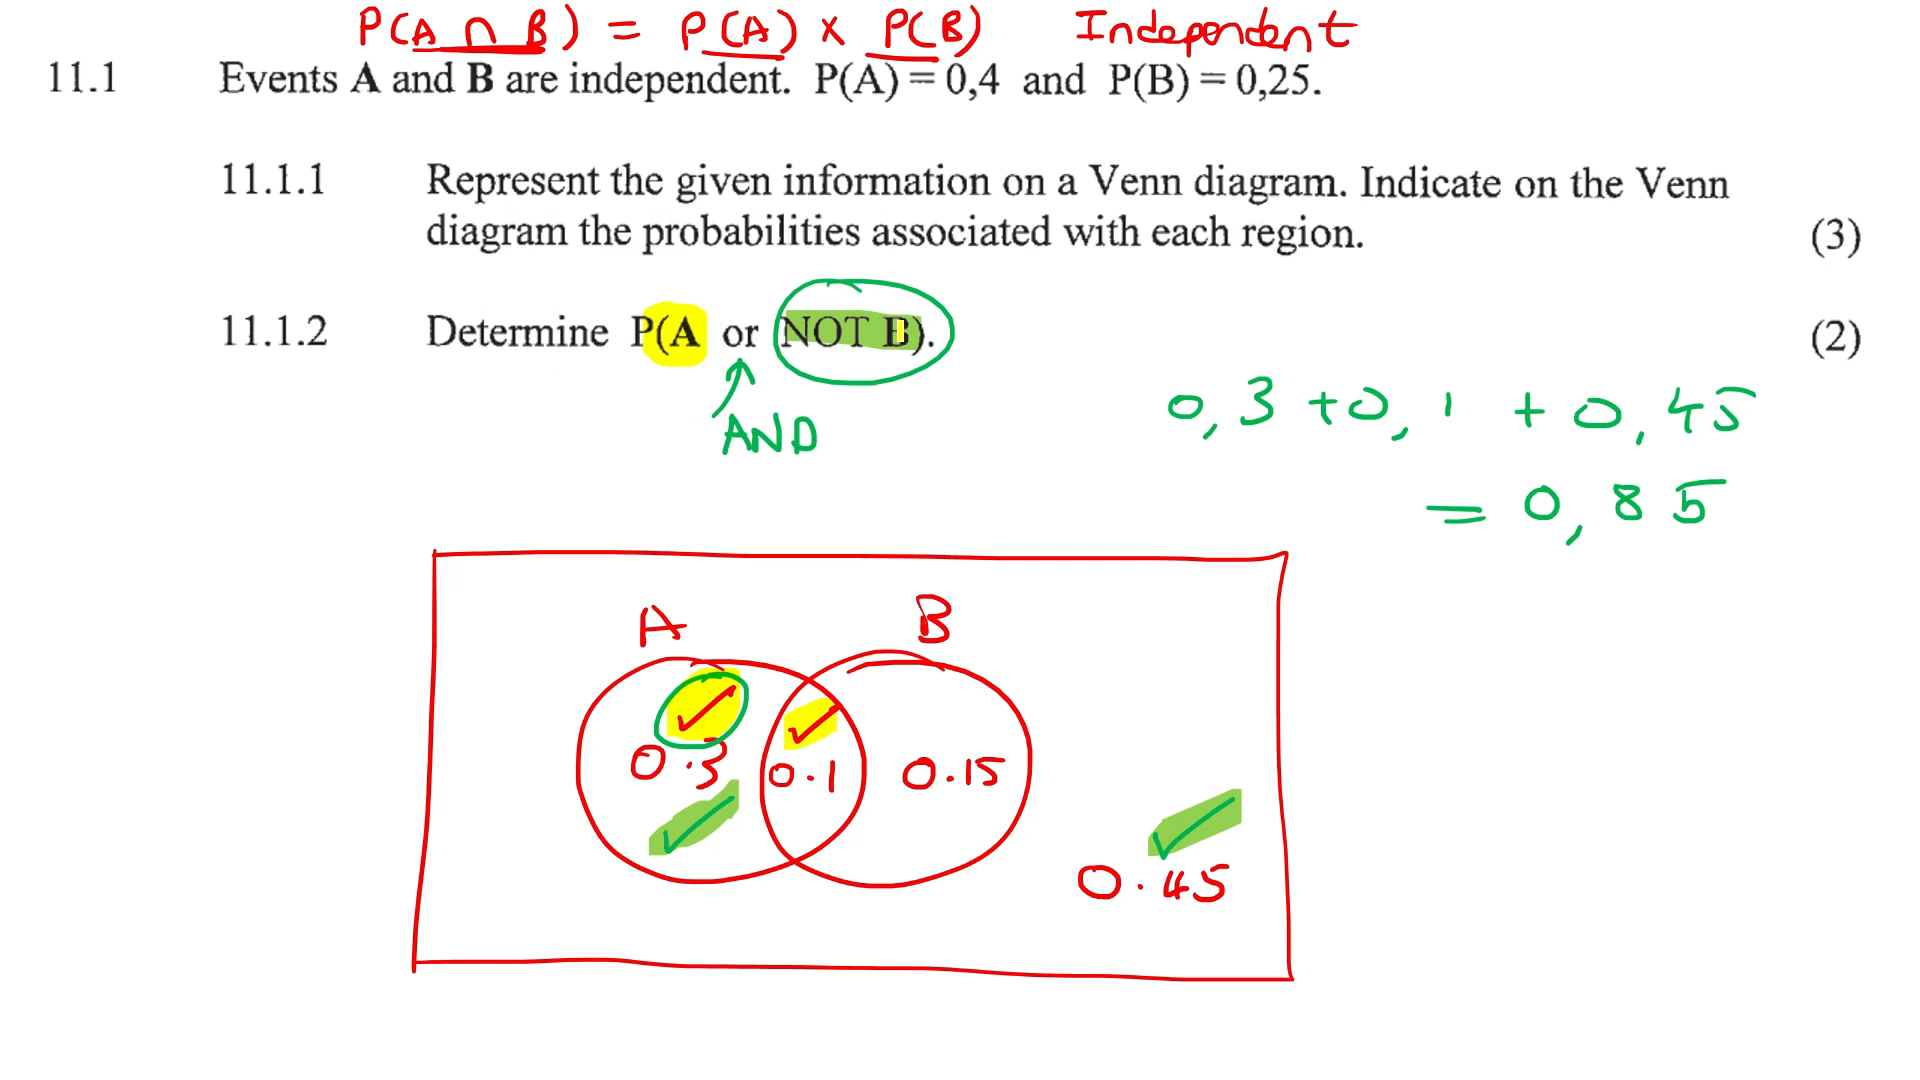 P(A ∩ B) = P(A) × P(B) Independent
11.1 Events A and B are independent. P(A) = 0,4 and P(B) = 0,25.
11.1.1 Represent the given information on a Venn diagram. Indicate on the Venn
diagram the probabilities associated with each region. (3)
11.1.2 Determine P(A or NOT B). (2)
AND
0,3 + 0,1 + 0,45
= 0,85
A B
0.3 0.1 0.15
0.45